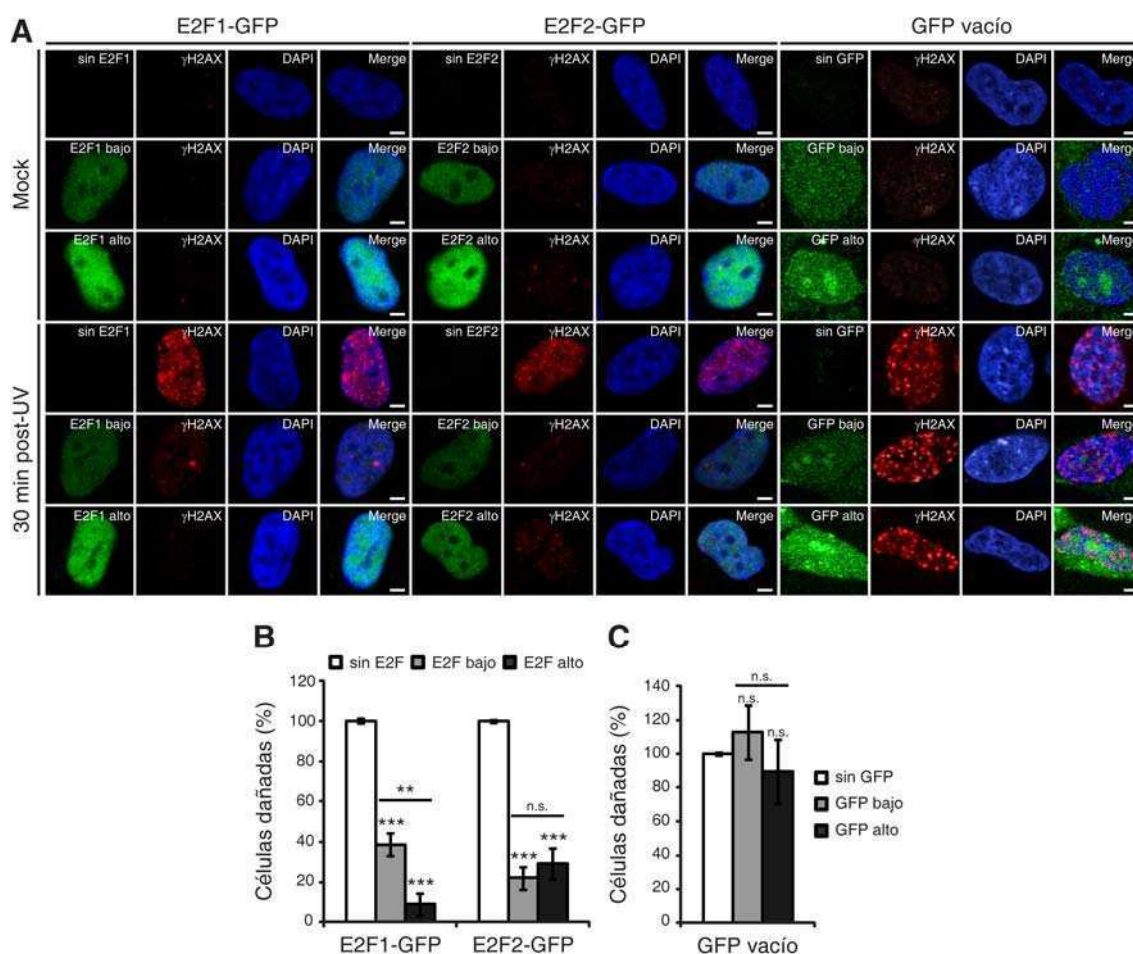 A
E2F1-GFP E2F2-GFP GFP vacío
sin E2F1 γH2AX DAPI Merge sin E2F2 γH2AX DAPI Merge sin GFP γH2AX DAPI Merge
Mock
E2F1 bajo γH2AX DAPI Merge E2F2 bajo γH2AX DAPI Merge GFP bajo γH2AX DAPI Merge
E2F1 alto γH2AX DAPI Merge E2F2 alto γH2AX DAPI Merge GFP alto γH2AX DAPI Merge
30 min post-UV
sin E2F1 γH2AX DAPI Merge sin E2F2 γH2AX DAPI Merge sin GFP γH2AX DAPI Merge
E2F1 bajo γH2AX DAPI Merge E2F2 bajo γH2AX DAPI Merge GFP bajo γH2AX DAPI Merge
E2F1 alto γH2AX DAPI Merge E2F2 alto γH2AX DAPI Merge GFP alto γH2AX DAPI Merge
B
sin E2F E2F bajo E2F alto
Células dañadas (%)
120
100
80
60
40
20
0
**
***
***
n.s.
***
***
E2F1-GFP E2F2-GFP
C
Células dañadas (%)
140
120
100
80
60
40
20
0
n.s.
n.s.
n.s.
sin GFP
GFP bajo
GFP alto
GFP vacío